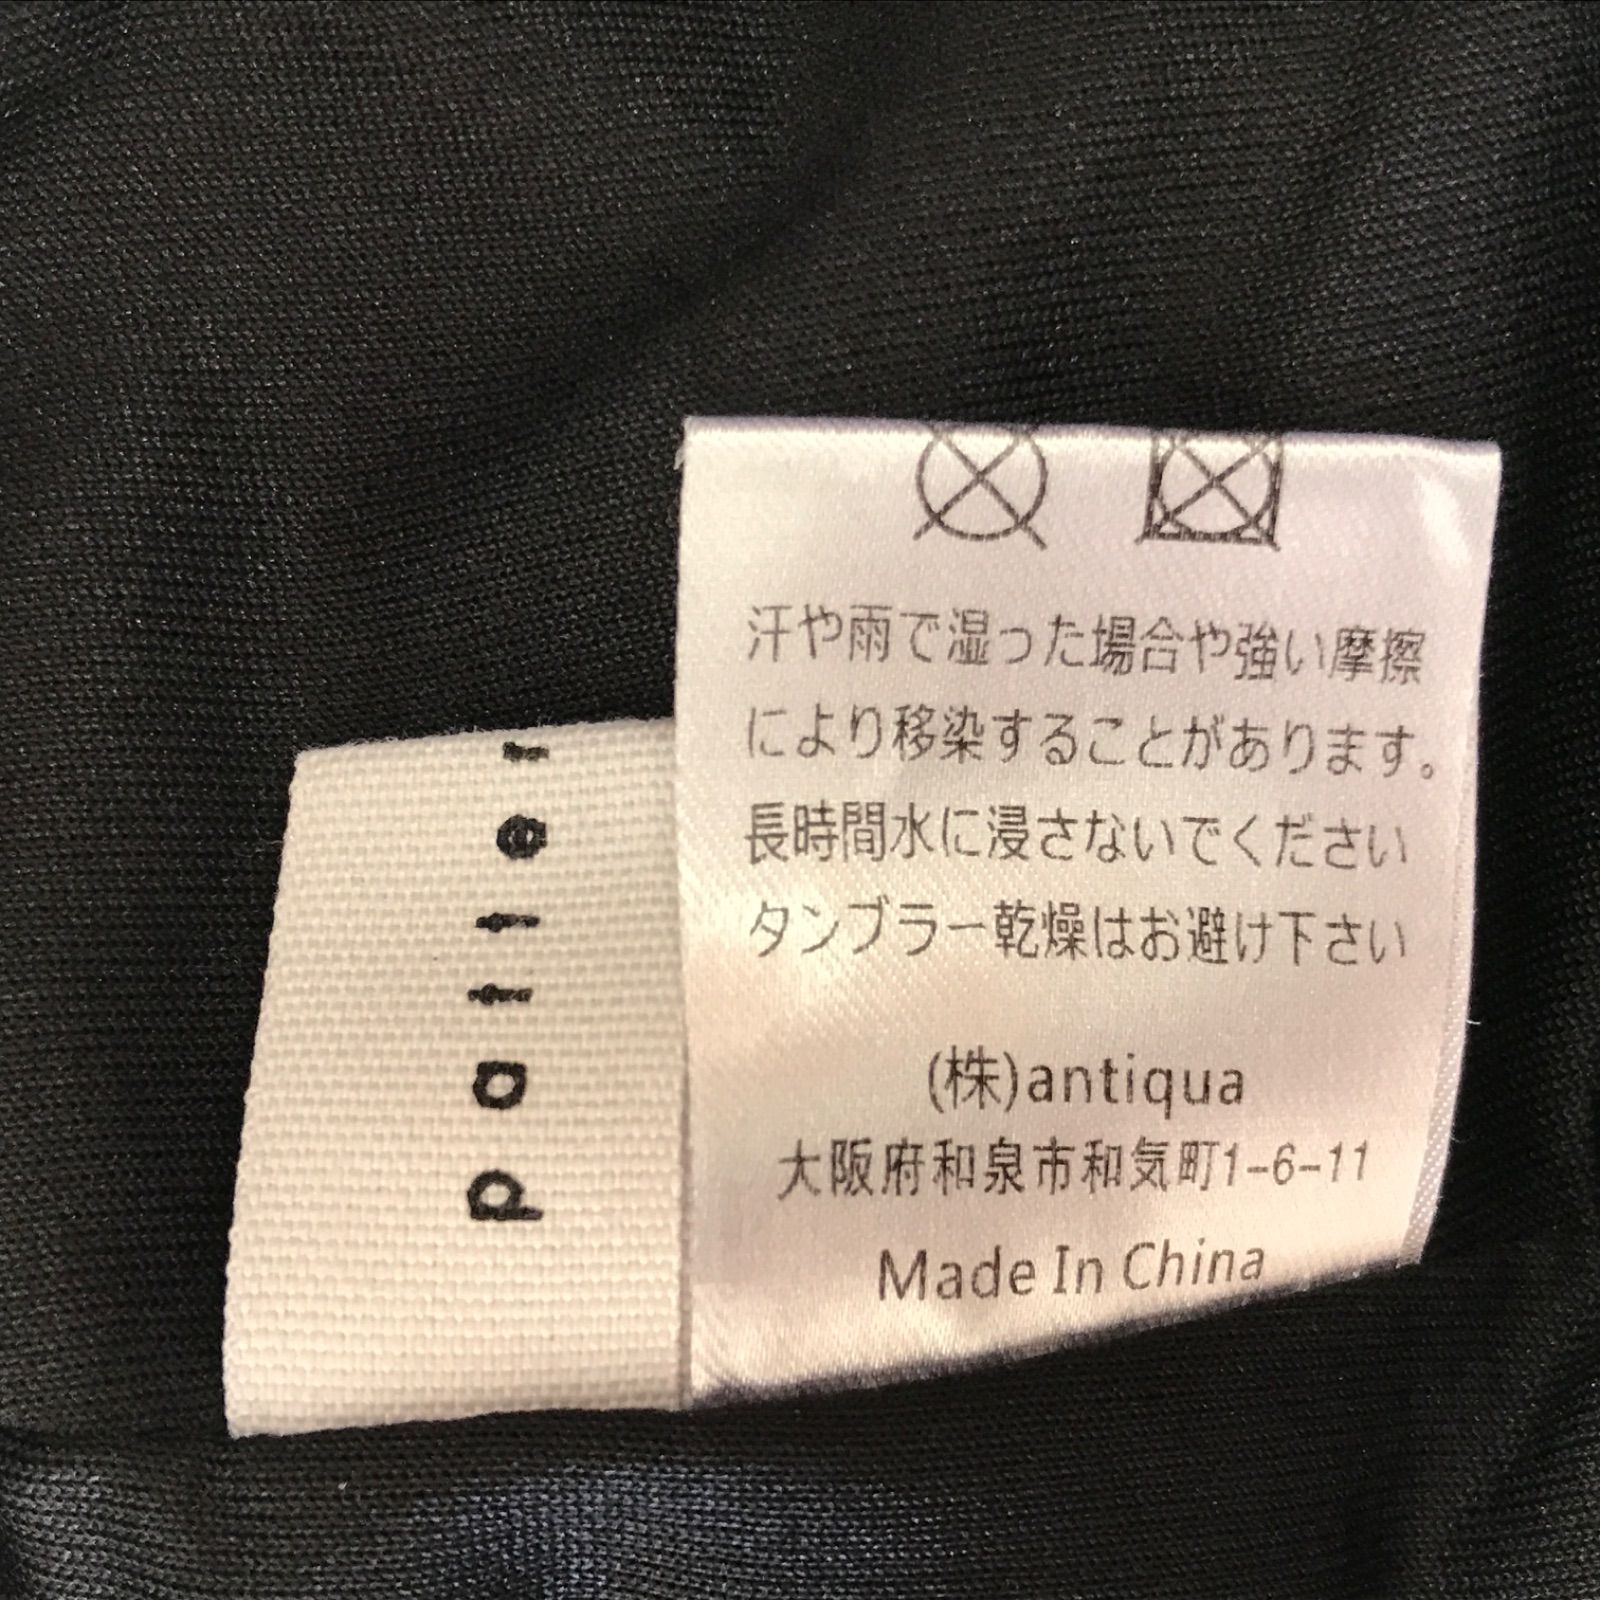 汗や雨で湿った場合や強い摩擦
により移染することがあります。
長時間水に浸さないでください
タンブラー乾燥はお避け下さい
(株)antiqua
大阪府和泉市和気町1-6-11
Made In China